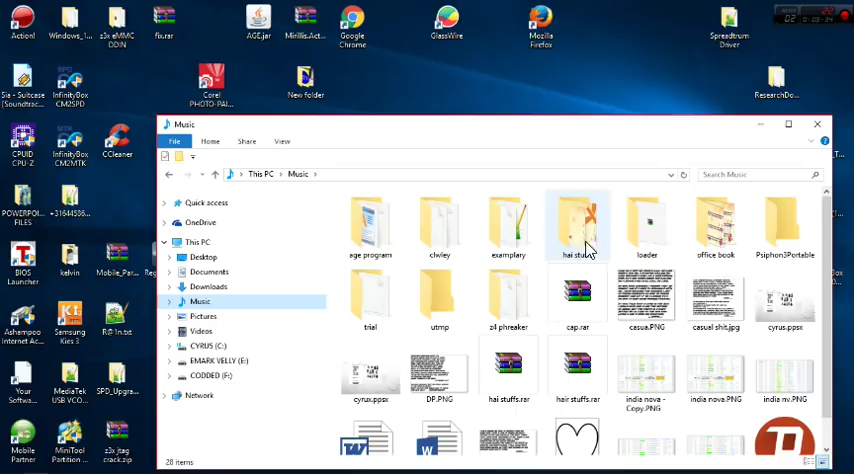 Action!
Windows_1...
z3x eMMC
ODIN
fix.rar
AGE.jar
Mirillis.Act...
Google
Chrome
GlassWire
Mozilla
Firefox
Spreadtrum
Driver
Sia - Suitcase
[Soundtrac...
InfinityBox
CM2SPD
Corel
PHOTO-PAI...
New folder
ResearchDo...
CPUID
CPU-Z
InfinityBox
CM2MTK
CCleaner
POWERPOI...
FILES
+31644586...
BIOS
Launcher
kelvin
Mobile_Par...
Ashampoo
Internet Ac...
Samsung
Kies 3
R@1n.txt
Your
Software...
MediaTek
USB VCO...
SPD_Upgra...
Mobile
Partner
MiniTool
Partition ...
z3x jtag
crack.zip
Music
File
Home
Share
View
This PC
Music
Search Music
Quick access
OneDrive
This PC
Desktop
Documents
Downloads
Music
Pictures
Videos
CYRUS (C:)
EMARK VELLY (E:)
CODDED (F:)
Network
age program
clwley
examplary
hai stuffs
loader
office book
Psiphon3Portable
trial
utmp
z4 phreaker
cap.rar
casua.PNG
casual shit.jpg
cyrus.ppsx
cyrux.ppsx
DP.PNG
hai stuffs.rar
hair stuffs.rar
india nova -
Copy.PNG
india nova.PNG
india nv.PNG
28 items